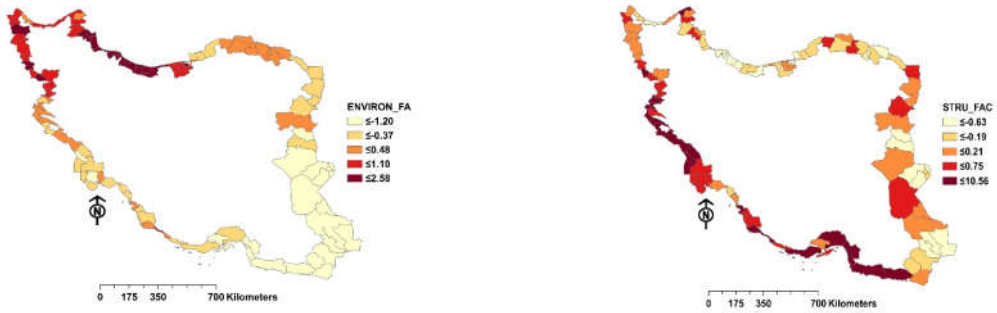 ENVIRON_FA
≤-1.20
≤-0.37
≤0.48
≤1.10
≤2.58
N
0 175 350 700 Kilometers
STRU_FAC
≤-0.63
≤-0.19
≤0.21
≤0.75
≤10.56
N
0 175 350 700 Kilometers